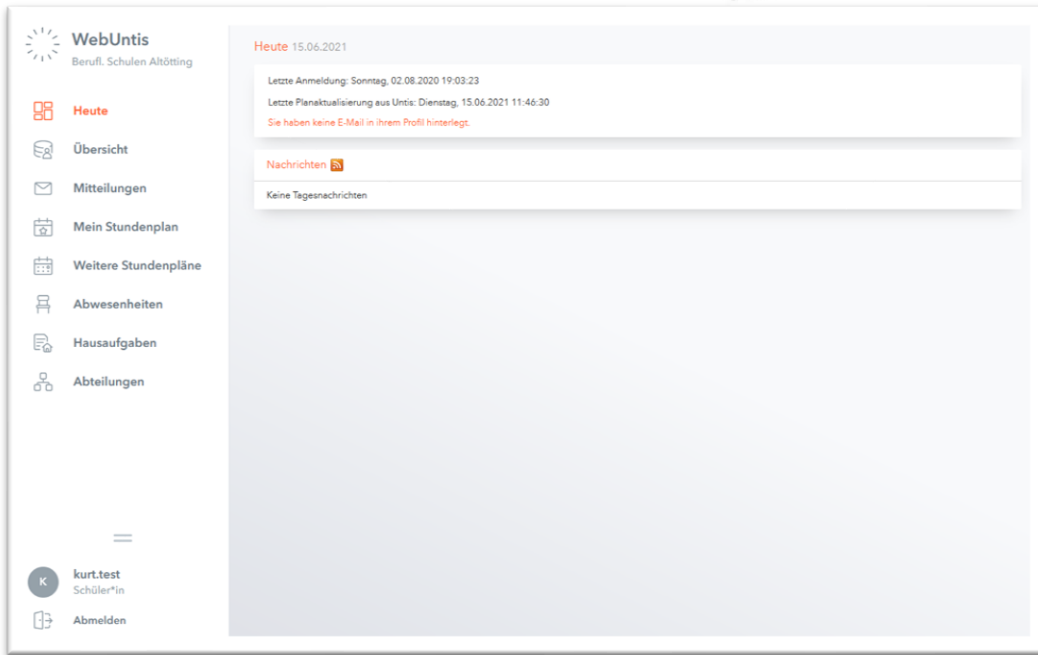 WebUntis
Berufl. Schulen Altötting
Heute
Übersicht
Mitteilungen
Mein Stundenplan
Weitere Stundenpläne
Abwesenheiten
Hausaufgaben
Abteilungen
K
kurt.test
Schüler*in
Abmelden
Heute 15.06.2021
Letzte Anmeldung: Sonntag, 02.08.2020 19:03:23
Letzte Planaktualisierung aus Untis: Dienstag, 15.06.2021 11:46:30
Sie haben keine E-Mail in ihrem Profil hinterlegt.
Nachrichten
Keine Tagesnachrichten